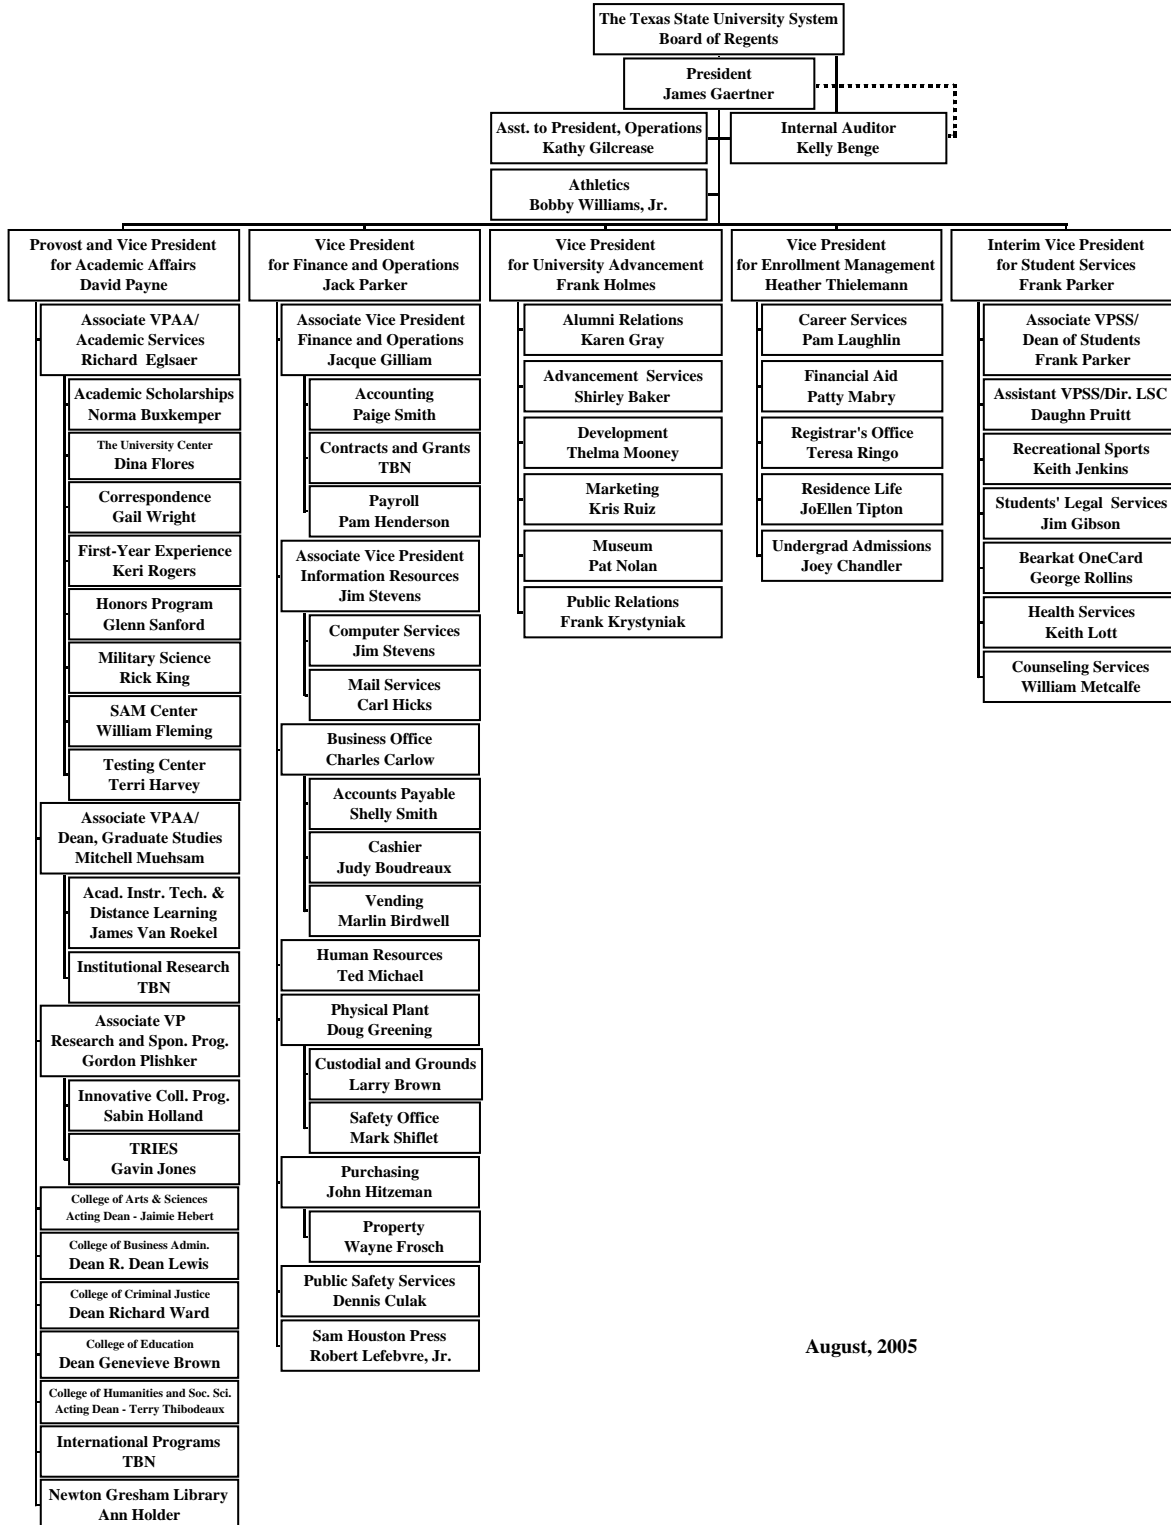 The Texas State University System
Board of Regents
President
James Gaertner
Asst. to President, Operations
Kathy Gilcrease
Internal Auditor
Kelly Benge
Athletics
Bobby Williams, Jr.
Provost and Vice President
for Academic Affairs
David Payne
Associate VPAA/
Academic Services
Richard Eglsaer
Academic Scholarships
Norma Buxkemper
The University Center
Dina Flores
Correspondence
Gail Wright
First-Year Experience
Keri Rogers
Honors Program
Glenn Sanford
Military Science
Rick King
SAM Center
William Fleming
Testing Center
Terri Harvey
Associate VPAA/
Dean, Graduate Studies
Mitchell Muehsam
Acad. Instr. Tech. &
Distance Learning
James Van Roekel
Institutional Research
TBN
Associate VP
Research and Spon. Prog.
Gordon Plishker
Innovative Coll. Prog.
Sabin Holland
TRIES
Gavin Jones
College of Arts & Sciences
Acting Dean - Jaimie Hebert
College of Business Admin.
Dean R. Dean Lewis
College of Criminal Justice
Dean Richard Ward
College of Education
Dean Genevieve Brown
College of Humanities and Soc. Sci.
Acting Dean - Terry Thibodeaux
International Programs
TBN
Newton Gresham Library
Ann Holder
Vice President
for Finance and Operations
Jack Parker
Associate Vice President
Finance and Operations
Jacque Gilliam
Accounting
Paige Smith
Contracts and Grants
TBN
Payroll
Pam Henderson
Associate Vice President
Information Resources
Jim Stevens
Computer Services
Jim Stevens
Mail Services
Carl Hicks
Business Office
Charles Carlow
Accounts Payable
Shelly Smith
Cashier
Judy Boudreaux
Vending
Marlin Birdwell
Human Resources
Ted Michael
Physical Plant
Doug Greening
Custodial and Grounds
Larry Brown
Safety Office
Mark Shiflet
Purchasing
John Hitzeman
Property
Wayne Frosch
Public Safety Services
Dennis Culak
Sam Houston Press
Robert Lefebvre, Jr.
Vice President
for University Advancement
Frank Holmes
Alumni Relations
Karen Gray
Advancement Services
Shirley Baker
Development
Thelma Mooney
Marketing
Kris Ruiz
Museum
Pat Nolan
Public Relations
Frank Krystyniak
Vice President
for Enrollment Management
Heather Thielemann
Career Services
Pam Laughlin
Financial Aid
Patty Mabry
Registrar's Office
Teresa Ringo
Residence Life
JoEllen Tipton
Undergrad Admissions
Joey Chandler
Interim Vice President
for Student Services
Frank Parker
Associate VPSS/
Dean of Students
Frank Parker
Assistant VPSS/Dir. LSC
Daughn Pruitt
Recreational Sports
Keith Jenkins
Students' Legal Services
Jim Gibson
Bearkat OneCard
George Rollins
Health Services
Keith Lott
Counseling Services
William Metcalfe
August, 2005